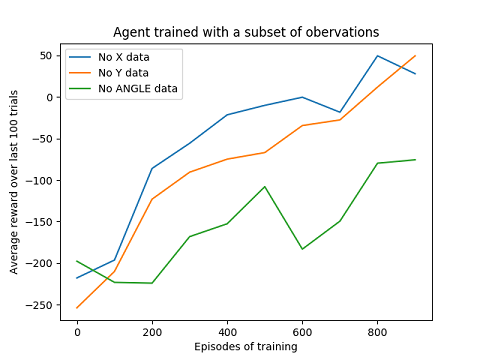 Agent trained with a subset of obervations
No X data
No Y data
No ANGLE data
Average reward over last 100 trials
50
0
−50
−100
−150
−200
−250
0
200
400
600
800
Episodes of training